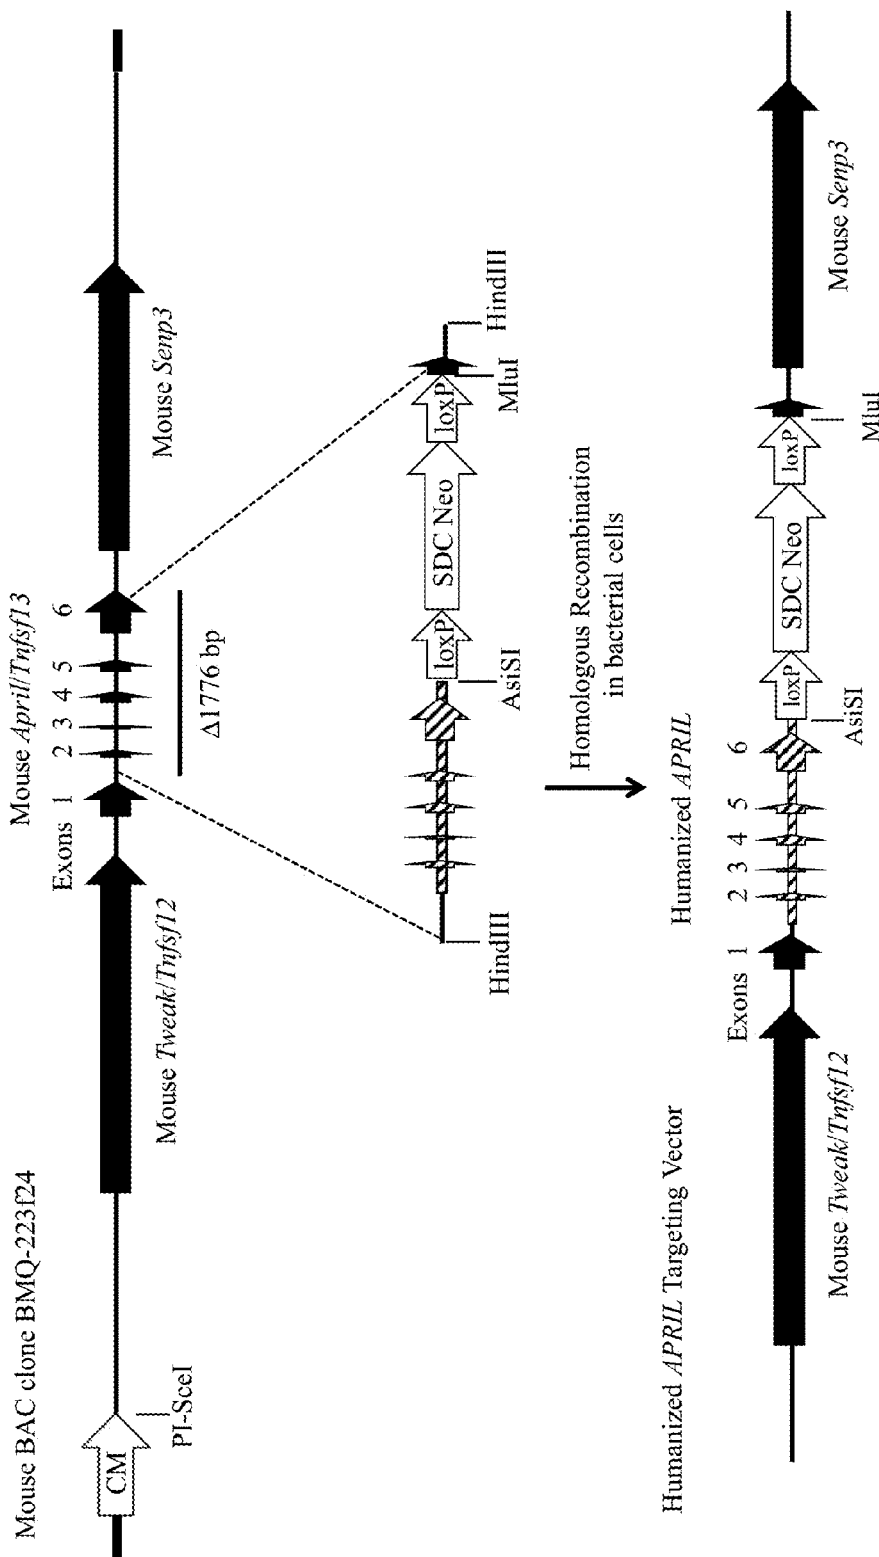 Mouse BAC clone BMQ-223f24
Mouse April/Tnfsf13
Exons 1 2 3 4 5 6
CM
PI-SceI
Mouse Tweak/Tnfsf12
Δ1776 bp
Mouse Senp3
loxP
SDC Neo
loxP
HindIII
AsiSI
MluI
HindIII
Homologous Recombination
in bacterial cells
Humanized APRIL Targeting Vector
Humanized APRIL
Exons 1 2 3 4 5 6
loxP
SDC Neo
loxP
Mouse Tweak/Tnfsf12
AsiSI
MluI
Mouse Senp3